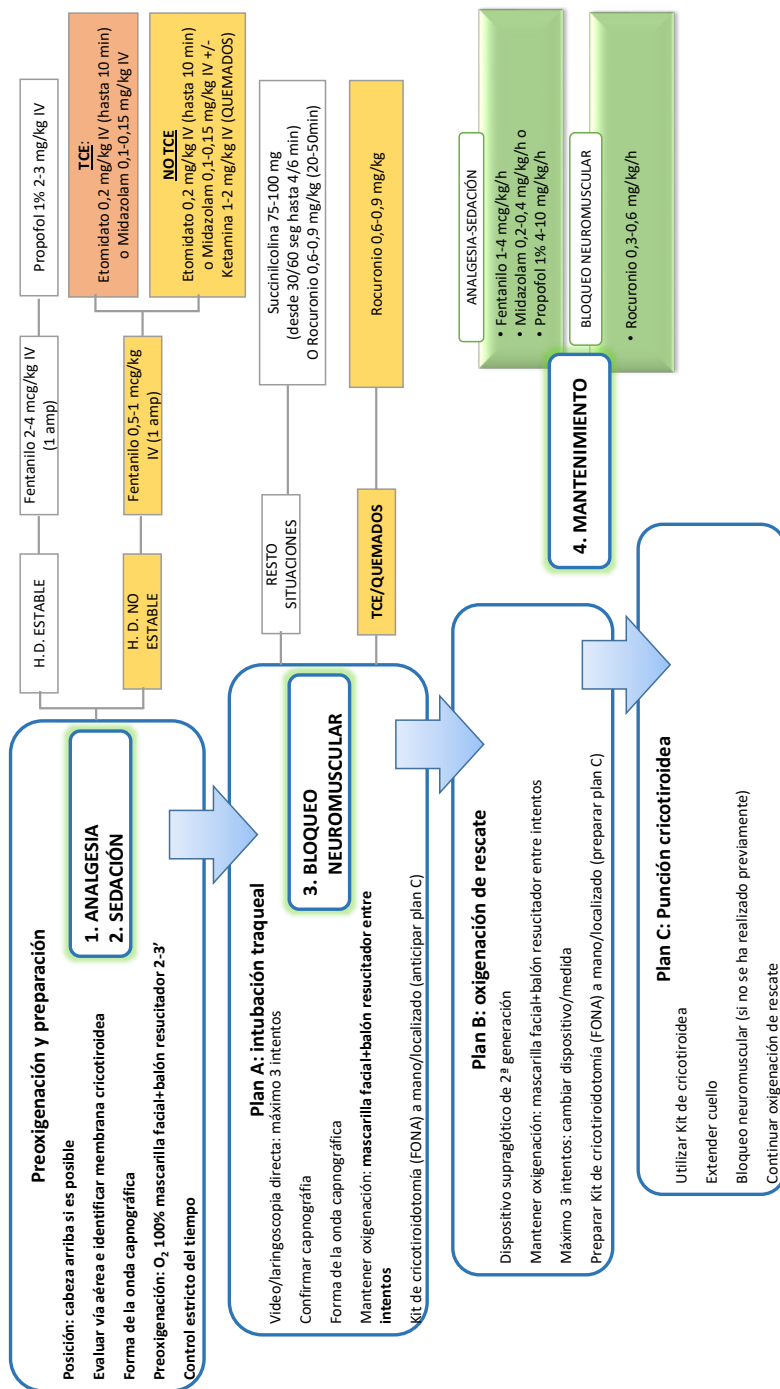 Preoxigenación y preparación
Posición: cabeza arriba si es posible
Evaluar vía aérea e identificar membrana cricotiroidea
Forma de la onda capnográfica
Preoxigenación: O2 100% mascarilla facial+balón resucitador 2-3’
Control estricto del tiempo
1. ANALGESIA
2. SEDACIÓN
H.D. ESTABLE
Fentanilo 2-4 mcg/kg IV
(1 amp)
Propofol 1% 2-3 mg/kg IV
H. D. NO
ESTABLE
Fentanilo 0,5-1 mcg/kg
IV (1 amp)
TCE:
Etomidato 0,2 mg/kg IV (hasta 10 min)
o Midazolam 0,1-0,15 mg/kg IV
NO TCE
Etomidato 0,2 mg/kg IV (hasta 10 min)
o Midazolam 0,1-0,15 mg/kg IV +/-
Ketamina 1-2 mg/kg IV (QUEMADOS)
Plan A: intubación traqueal
Video/laringoscopia directa: máximo 3 intentos
Confirmar capnográfia
Forma de la onda capnográfica
Mantener oxigenación: mascarilla facial+balón resucitador entre
intentos
Kit de cricotiroidotomía (FONA) a mano/localizado (anticipar plan C)
3. BLOQUEO
NEUROMUSCULAR
RESTO
SITUACIONES
Succinilcolina 75-100 mg
(desde 30/60 seg hasta 4/6 min)
O Rocuronio 0,6-0,9 mg/kg (20-50min)
TCE/QUEMADOS
Rocuronio 0,6-0,9 mg/kg
Plan B: oxigenación de rescate
Dispositivo supraglótico de 2ª generación
Mantener oxigenación: mascarilla facial+balón resucitador entre intentos
Máximo 3 intentos: cambiar dispositivo/medida
Preparar Kit de cricotiroidotomía (FONA) a mano/localizado (preparar plan C)
Plan C: Punción cricotiroidea
Utilizar Kit de cricotiroidea
Extender cuello
Bloqueo neuromuscular (si no se ha realizado previamente)
Continuar oxigenación de rescate
4. MANTENIMIENTO
ANALGESIA-SEDACIÓN
• Fentanilo 1-4 mcg/kg/h
• Midazolam 0,2-0,4 mg/kg/h o
• Propofol 1% 4-10 mg/kg/h
BLOQUEO NEUROMUSCULAR
• Rocuronio 0,3-0,6 mg/kg/h